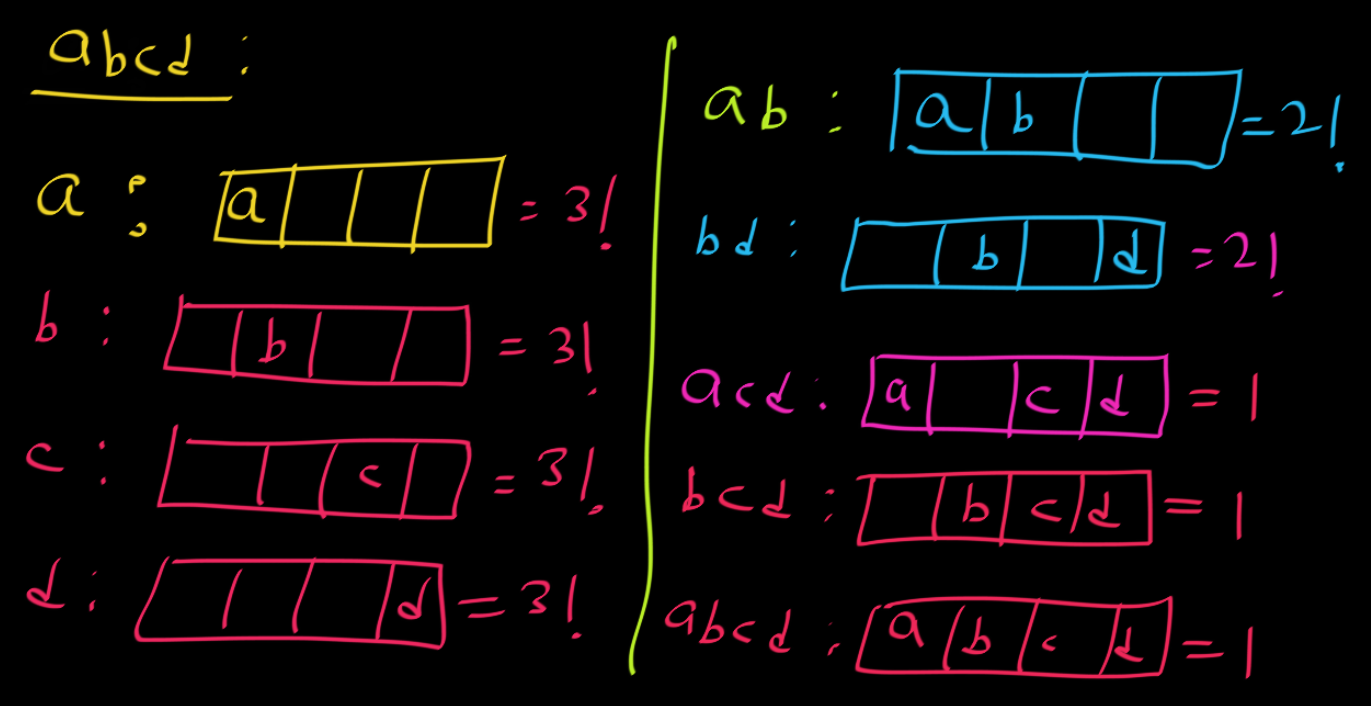 abcd :
a : a = 3!
b : b = 3!
c : c = 3!
d : d = 3!
ab : a b = 2!
bd : b d = 2!
acd : a c d = 1
bcd : b c d = 1
abcd : a b c d = 1